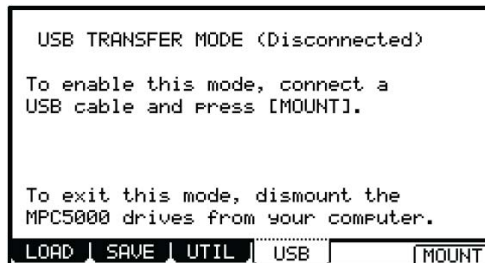 USB TRANSFER MODE (Disconnected)
To enable this mode, connect a
USB cable and press [MOUNT].
To exit this mode, dismount the
MPC5000 drives from your computer.
LOAD SAVE UTIL USB MOUNT